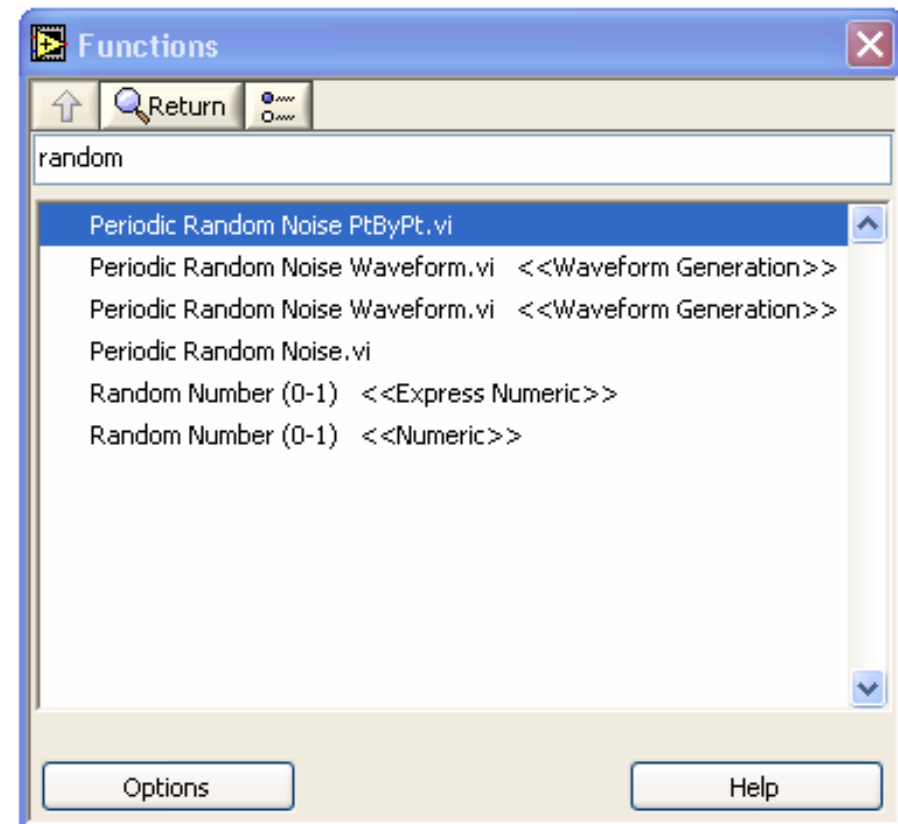 Functions
Return
random
Periodic Random Noise PtByPt.vi
Periodic Random Noise Waveform.vi <<Waveform Generation>>
Periodic Random Noise Waveform.vi <<Waveform Generation>>
Periodic Random Noise.vi
Random Number (0-1) <<Express Numeric>>
Random Number (0-1) <<Numeric>>
Options Help